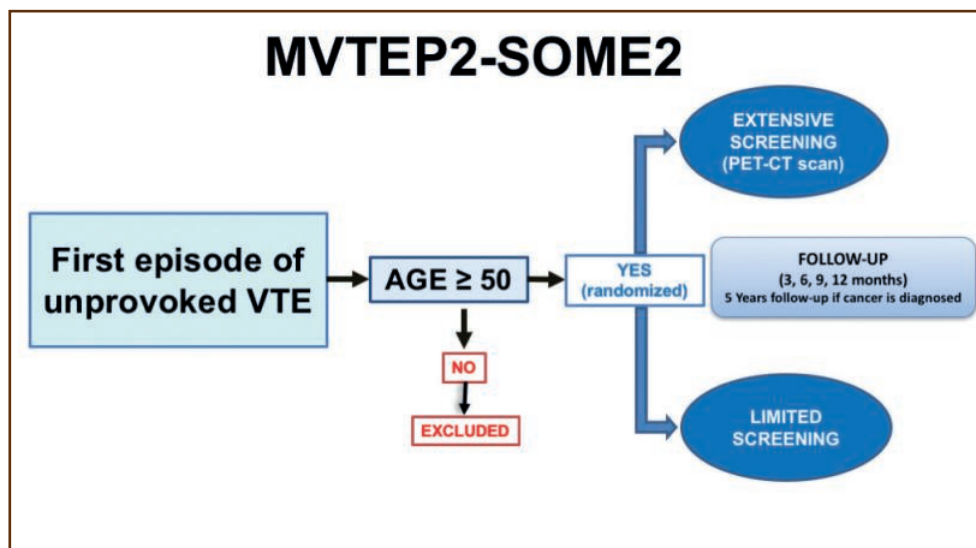 MVTEP2-SOME2
EXTENSIVE
SCREENING
(PET-CT scan)
First episode of
unprovoked VTE
AGE ≥ 50
YES
(randomized)
FOLLOW-UP
(3, 6, 9, 12 months)
5 Years follow-up if cancer is diagnosed
NO
EXCLUDED
LIMITED
SCREENING